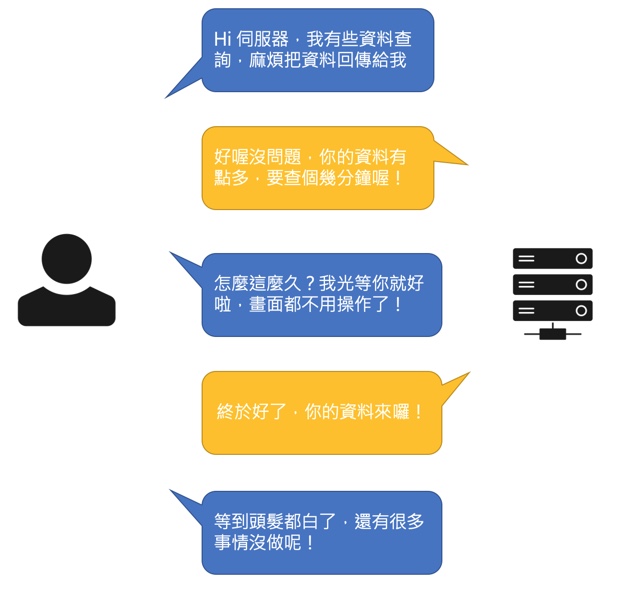 Hi 伺服器，我有些資料查
詢，麻煩把資料回傳給我
好喔沒問題，你的資料有
點多，要查個幾分鐘喔！
怎麼這麼久？我光等你就好
啦，畫面都不用操作了！
終於好了，你的資料來囉！
等到頭髮都白了，還有很多
事情沒做呢！